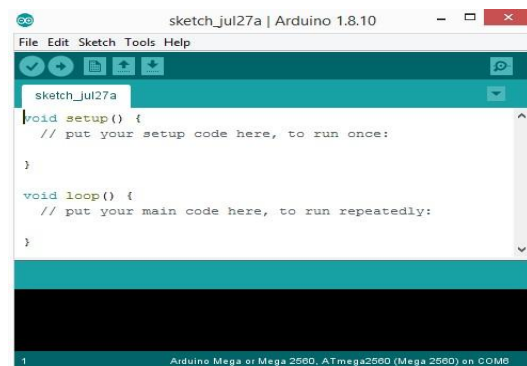 sketch_jul27a | Arduino 1.8.10
File Edit Sketch Tools Help
sketch_jul27a
void setup() {
// put your setup code here, to run once:
}
void loop() {
// put your main code here, to run repeatedly:
}
1
Arduino Mega or Mega 2560, ATmega2560 (Mega 2560) on COM6